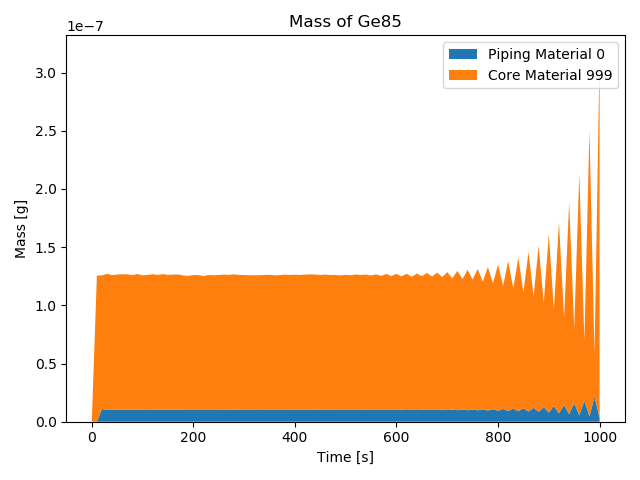 Mass of Ge85
1e−7
Piping Material 0
Core Material 999
3.0
2.5
2.0
1.5
1.0
0.5
0.0
Mass [g]
0 200 400 600 800 1000
Time [s]